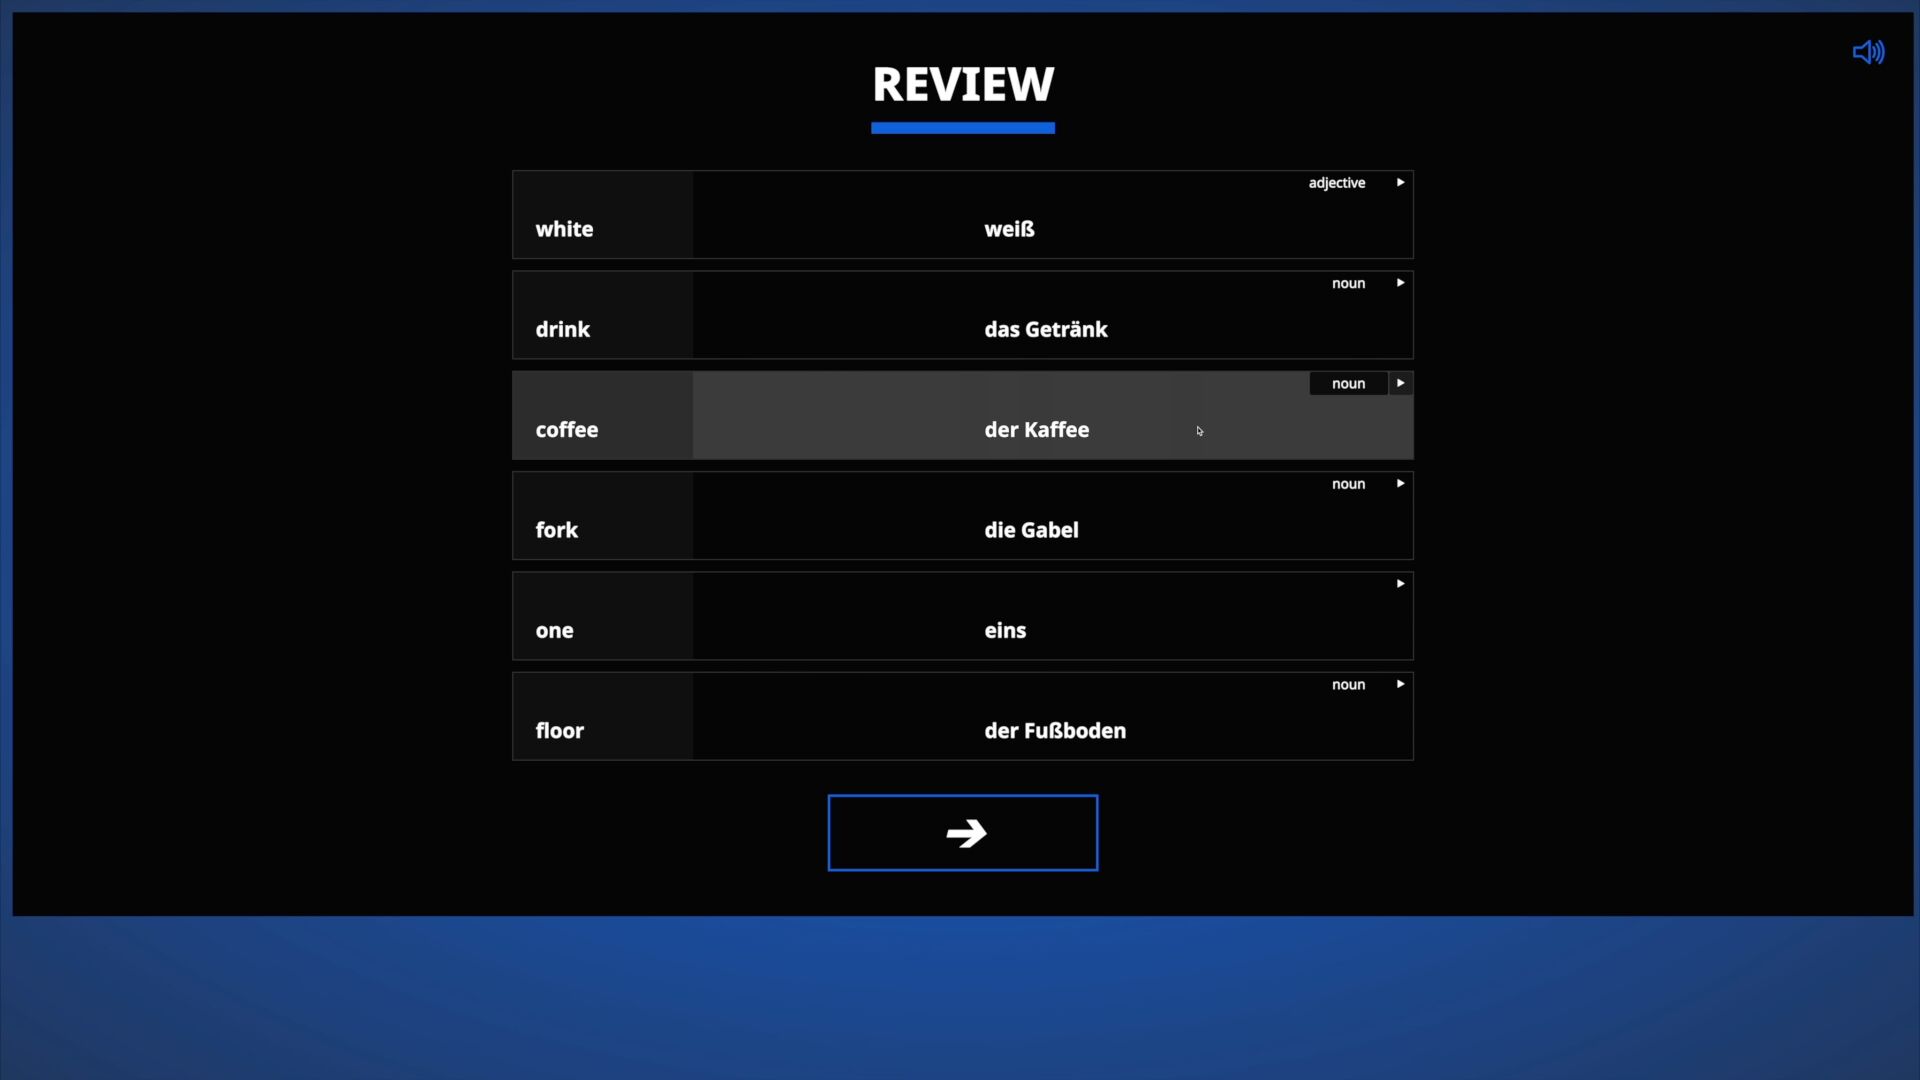 REVIEW
adjective
white weiß
noun
drink das Getränk
noun
coffee der Kaffee
noun
fork die Gabel
one eins
noun
floor der Fußboden